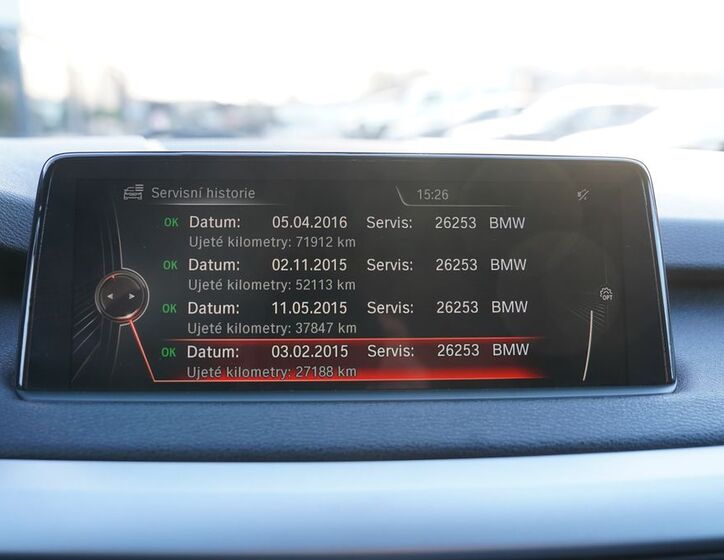 Servisní historie 15:26
OK Datum: 05.04.2016 Servis: 26253 BMW
Ujeté kilometry: 71912 km
OK Datum: 02.11.2015 Servis: 26253 BMW
Ujeté kilometry: 52113 km
OK Datum: 11.05.2015 Servis: 26253 BMW
Ujeté kilometry: 37847 km
OK Datum: 03.02.2015 Servis: 26253 BMW
Ujeté kilometry: 27188 km
OPT